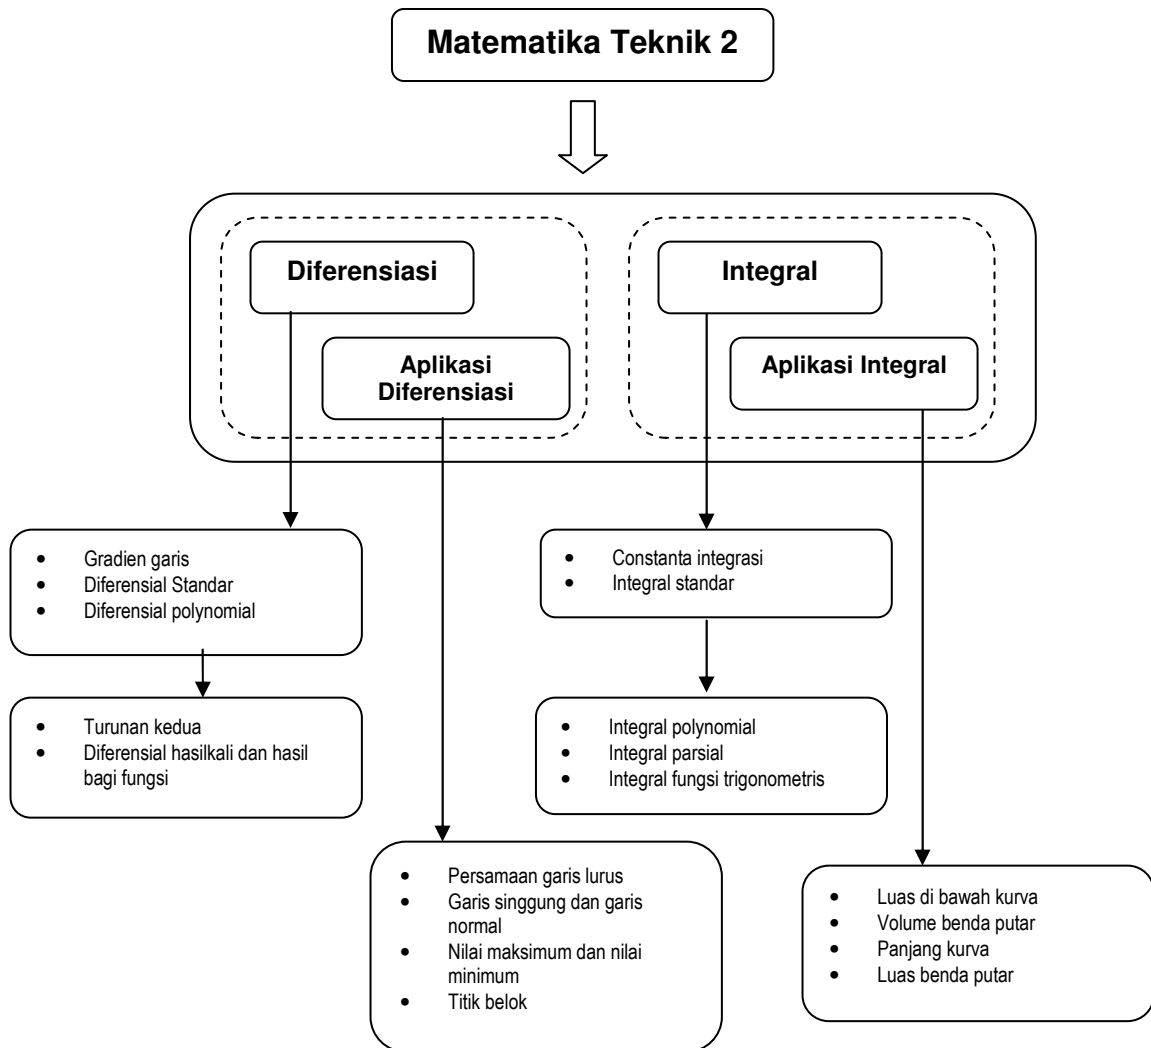 Matematika Teknik 2
Diferensiasi
Aplikasi
Diferensiasi
Integral
Aplikasi Integral
• Gradien garis
• Diferensial Standar
• Diferensial polynomial
• Turunan kedua
• Diferensial hasilkali dan hasil
bagi fungsi
• Constanta integrasi
• Integral standar
• Integral polynomial
• Integral parsial
• Integral fungsi trigonometris
• Persamaan garis lurus
• Garis singgung dan garis
normal
• Nilai maksimum dan nilai
minimum
• Titik belok
• Luas di bawah kurva
• Volume benda putar
• Panjang kurva
• Luas benda putar